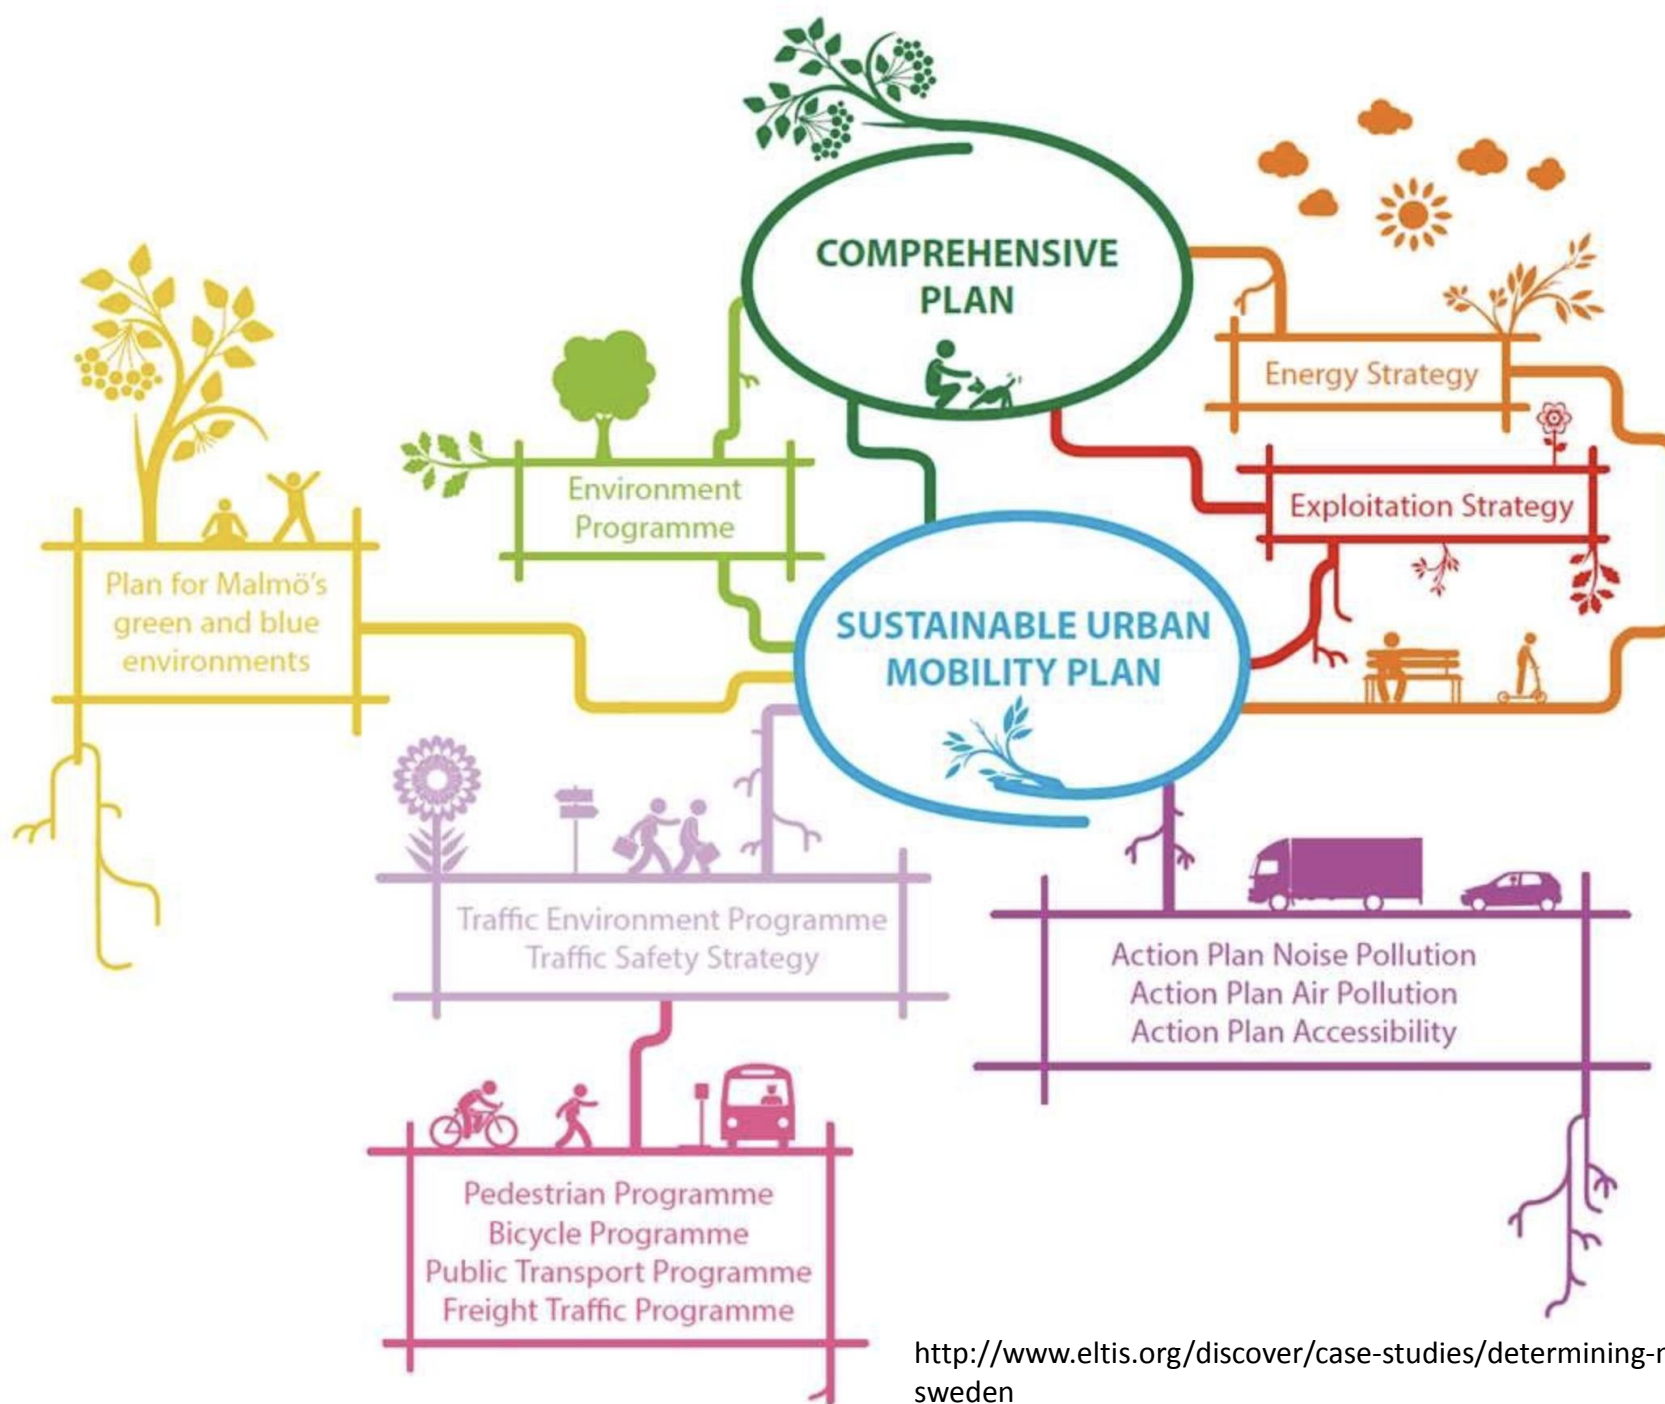 COMPREHENSIVE
PLAN
Energy Strategy
Environment
Programme
Exploitation Strategy
Plan for Malmö's
green and blue
environments
SUSTAINABLE URBAN
MOBILITY PLAN
Traffic Environment Programme
Traffic Safety Strategy
Action Plan Noise Pollution
Action Plan Air Pollution
Action Plan Accessibility
Pedestrian Programme
Bicycle Programme
Public Transport Programme
Freight Traffic Programme
http://www.eltis.org/discover/case-studies/determining-
sweden